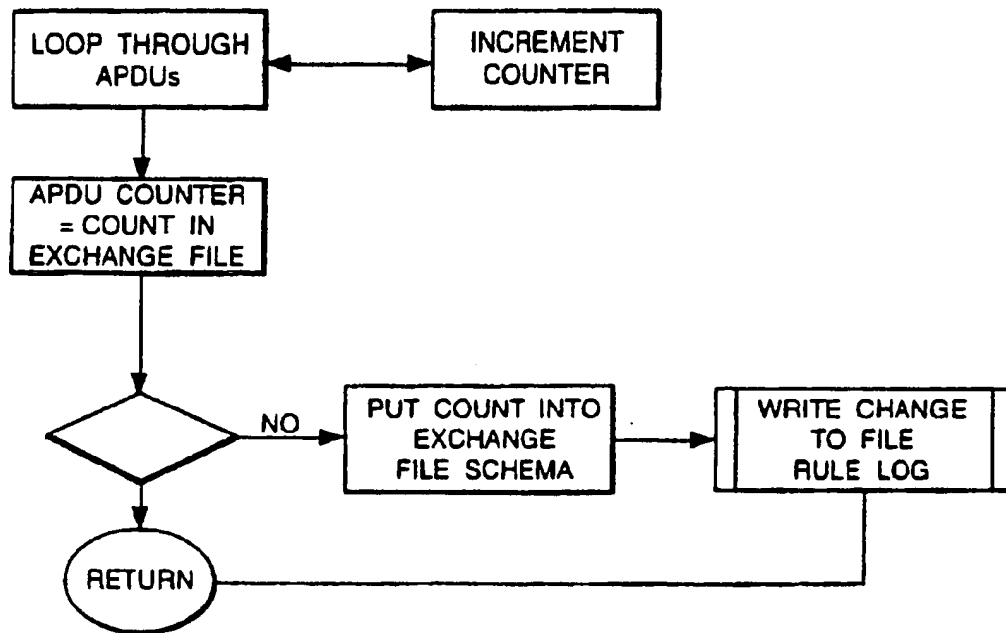 LOOP THROUGH
APDUs
INCREMENT
COUNTER
APDU COUNTER
= COUNT IN
EXCHANGE FILE
NO
PUT COUNT INTO
EXCHANGE
FILE SCHEMA
WRITE CHANGE
TO FILE
RULE LOG
RETURN